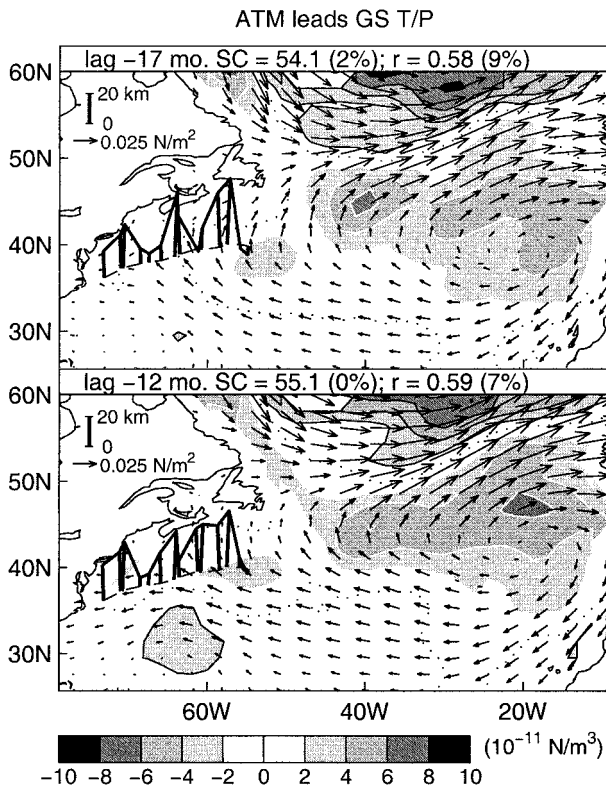 ATM leads GS T/P
lag -17 mo. SC = 54.1 (2%); r = 0.58 (9%)
60N
20 km
0
0.025 N/m²
50N
40N
30N
lag -12 mo. SC = 55.1 (0%); r = 0.59 (7%)
60N
20 km
0
0.025 N/m²
50N
40N
30N
60W 40W 20W
(10⁻¹¹ N/m³)
-10 -8 -6 -4 -2 0 2 4 6 8 10